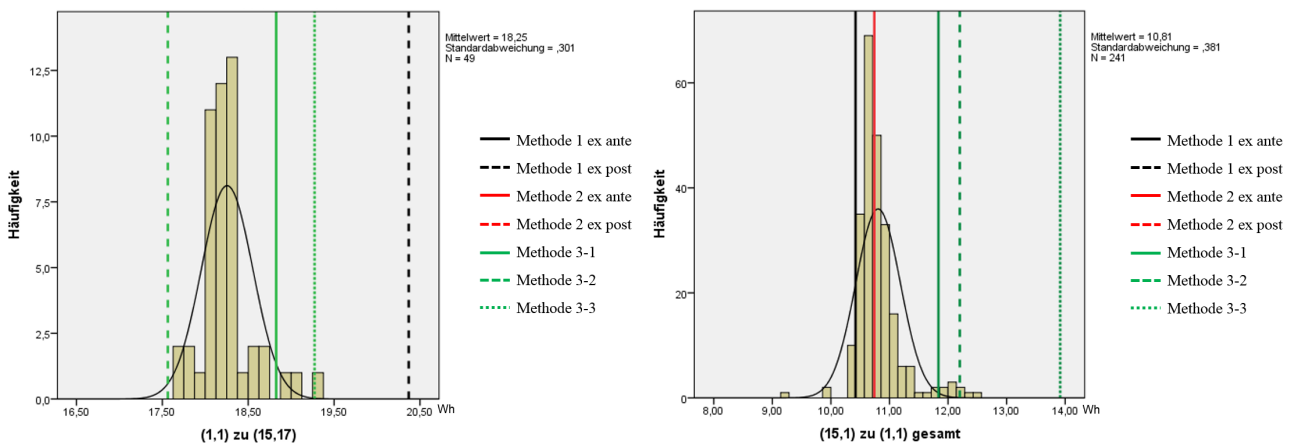 Mittelwert = 18,25
Standardabweichung = ,301
N = 49
Häufigkeit
12,5
10,0
7,5
5,0
2,5
0,0
16,50 17,50 18,50 19,50 20,50 Wh
(1,1) zu (15,17)
Methode 1 ex ante
Methode 1 ex post
Methode 2 ex ante
Methode 2 ex post
Methode 3-1
Methode 3-2
Methode 3-3
Mittelwert = 10,81
Standardabweichung = ,381
N = 241
Häufigkeit
60
40
20
0
8,00 9,00 10,00 11,00 12,00 13,00 14,00 Wh
(15,1) zu (1,1) gesamt
Methode 1 ex ante
Methode 1 ex post
Methode 2 ex ante
Methode 2 ex post
Methode 3-1
Methode 3-2
Methode 3-3